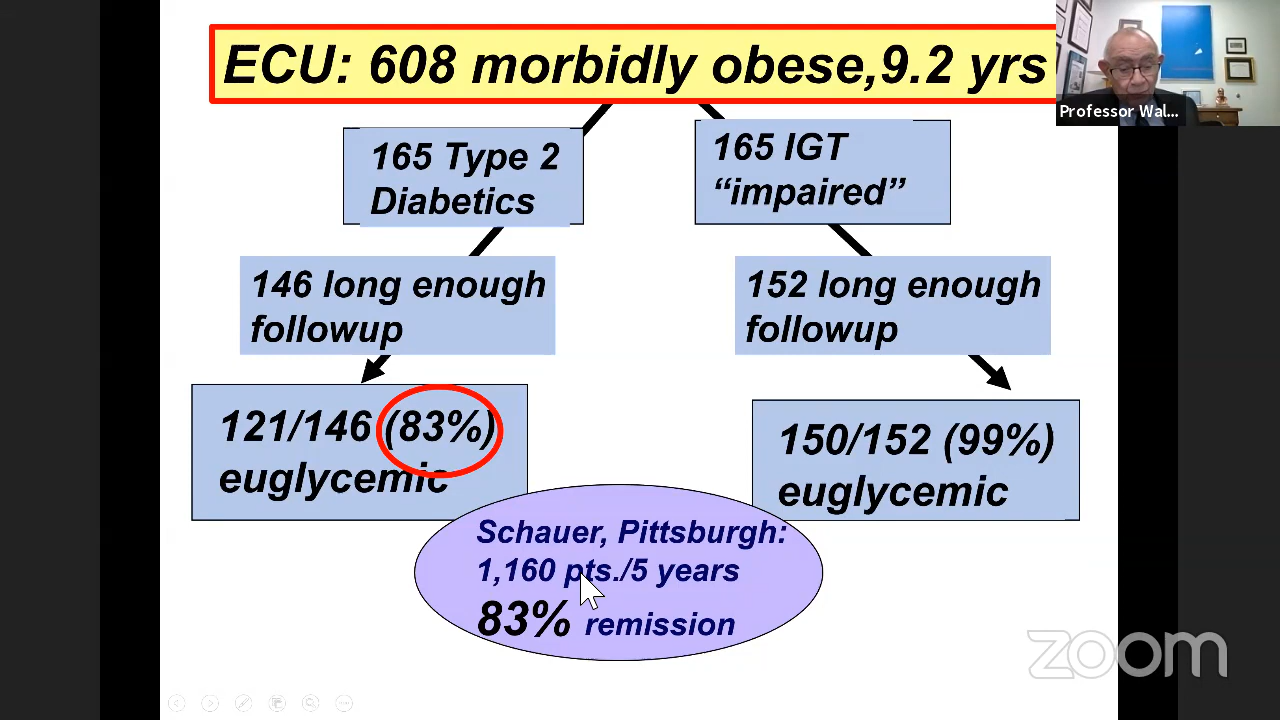 ECU: 608 morbidly obese,9.2 yrs
Professor Wal...
165 Type 2
Diabetics
165 IGT
“impaired”
146 long enough
followup
152 long enough
followup
121/146 (83%)
euglycemic
150/152 (99%)
euglycemic
Schauer, Pittsburgh:
1,160 pts./5 years
83% remission
zoom